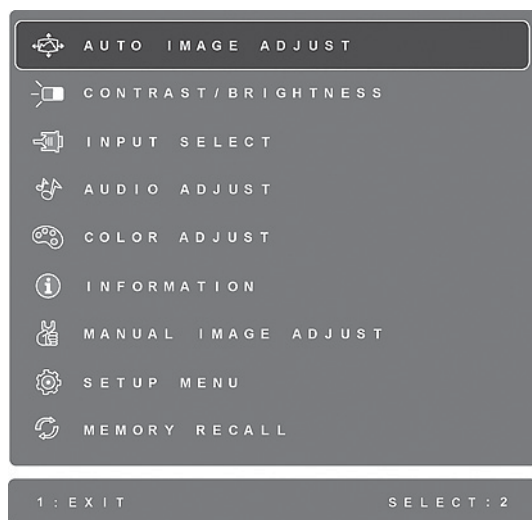 AUTO IMAGE ADJUST
CONTRAST/BRIGHTNESS
INPUT SELECT
AUDIO ADJUST
COLOR ADJUST
INFORMATION
MANUAL IMAGE ADJUST
SETUP MENU
MEMORY RECALL
1:EXIT SELECT:2